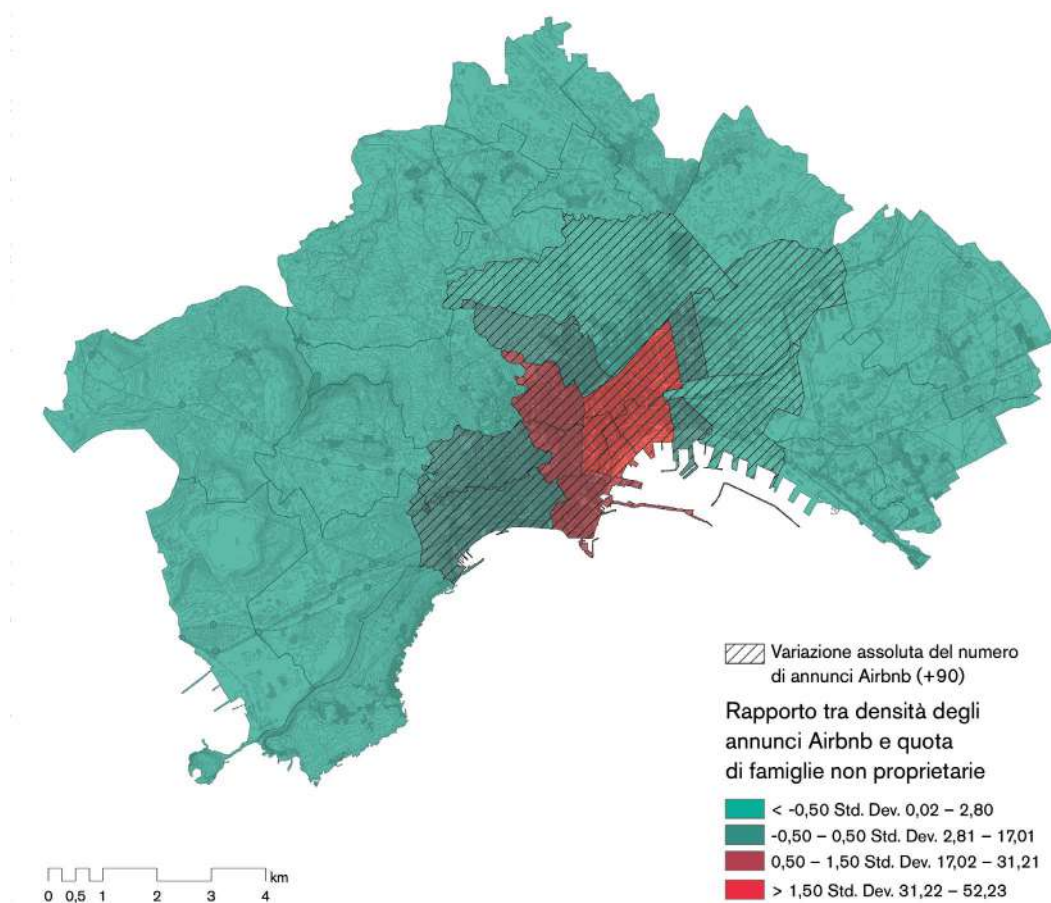 Variazione assoluta del numero
di annunci Airbnb (+90)
Rapporto tra densità degli
annunci Airbnb e quota
di famiglie non proprietarie
< -0,50 Std. Dev. 0,02 – 2,80
-0,50 – 0,50 Std. Dev. 2,81 – 17,01
0,50 – 1,50 Std. Dev. 17,02 – 31,21
> 1,50 Std. Dev. 31,22 – 52,23
km
0 0,5 1 2 3 4